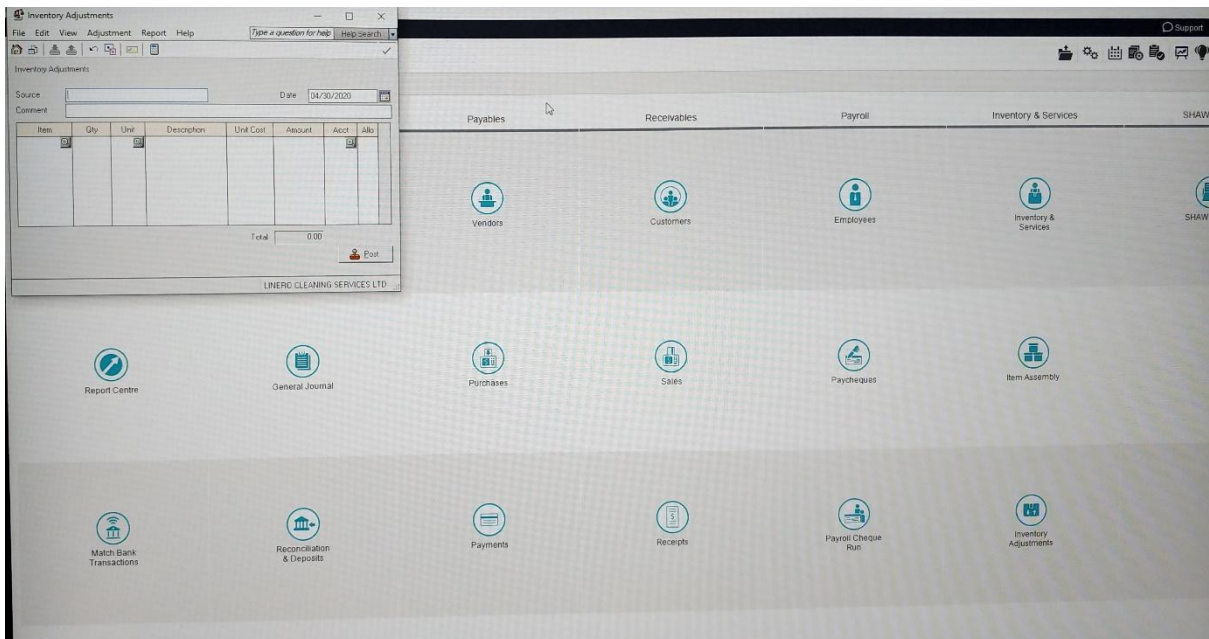 Inventory Adjustments
File Edit View Adjustment Report Help
Type a question for help Help Search
Inventory Adjustments
Source
Date 04/30/2020
Comment
Item Qty Unit Description Unit Cost Amount Acct Allo
Total 0.00
Post
LINERO CLEANING SERVICES LTD
Support
Payables Receivables Payroll Inventory & Services SHAW
Vendors Customers Employees Inventory & Services SHAW
Report Centre General Journal Purchases Sales Paycheques Item Assembly
Match Bank Transactions Reconciliation & Deposits Payments Receipts Payroll Cheque Run Inventory Adjustments